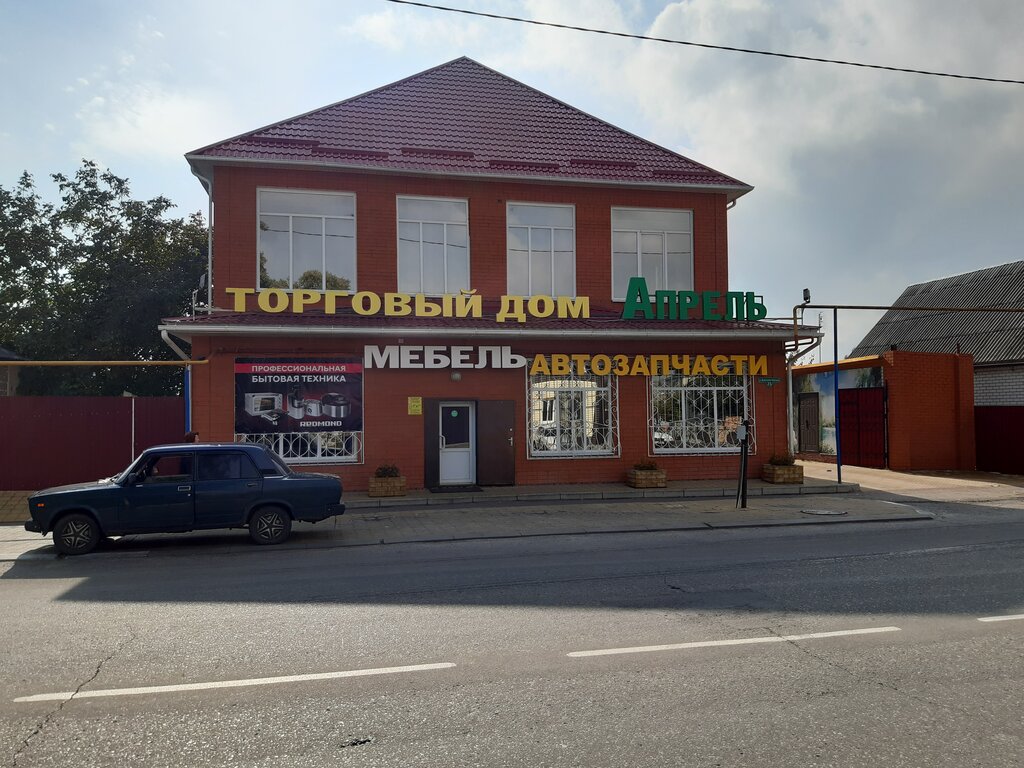 ТОРГОВЫЙ ДОМ АПРЕЛЬ
МЕБЕЛЬ АВТОЗАПЧАСТИ
ПРОФЕССИОНАЛЬНАЯ
БЫТОВАЯ ТЕХНИКА
REDMOND